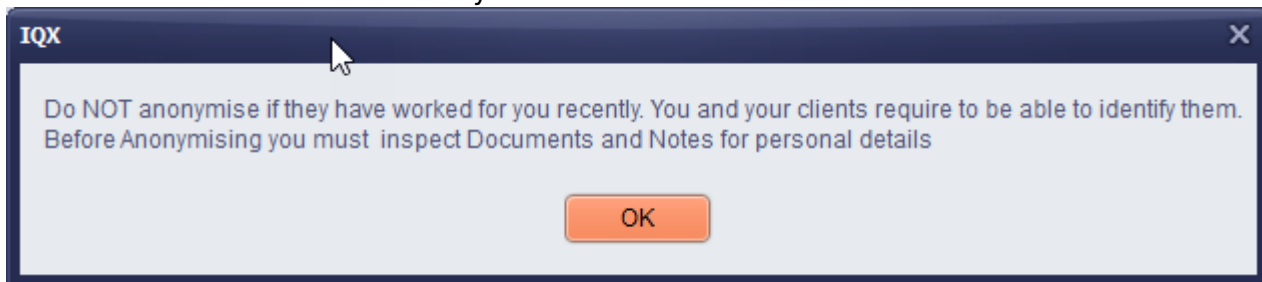 IQX
Do NOT anonymise if they have worked for you recently. You and your clients require to be able to identify them.
Before Anonymising you must  inspect Documents and Notes for personal details
OK